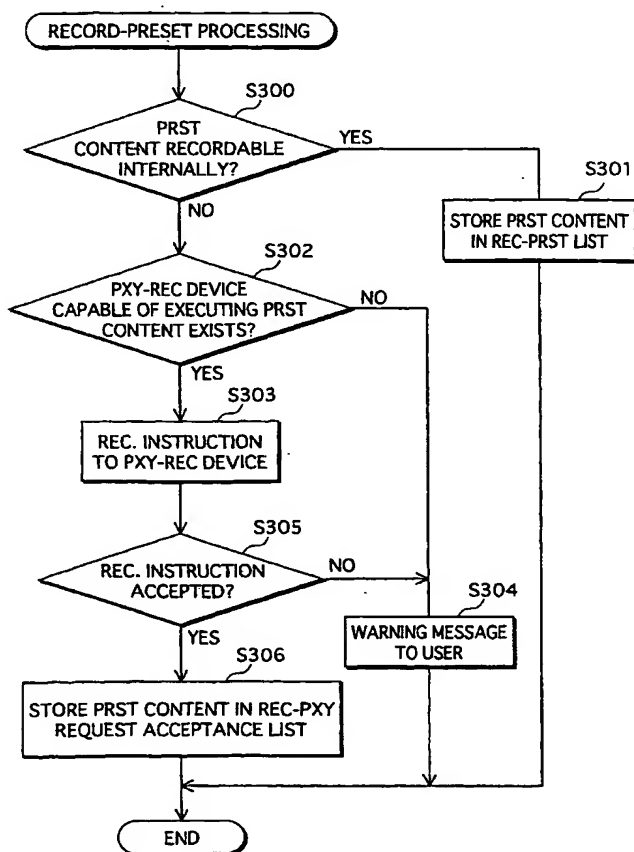 RECORD-PRESET PROCESSING
S300
PRST
CONTENT RECORDABLE
INTERNALLY?
YES
NO
S301
STORE PRST CONTENT
IN REC-PRST LIST
S302
PXY-REC DEVICE
CAPABLE OF EXECUTING PRST
CONTENT EXISTS?
NO
YES
S303
REC. INSTRUCTION
TO PXY-REC DEVICE
S305
REC. INSTRUCTION
ACCEPTED?
NO
YES
S304
WARNING MESSAGE
TO USER
S306
STORE PRST CONTENT IN REC-PXY
REQUEST ACCEPTANCE LIST
END